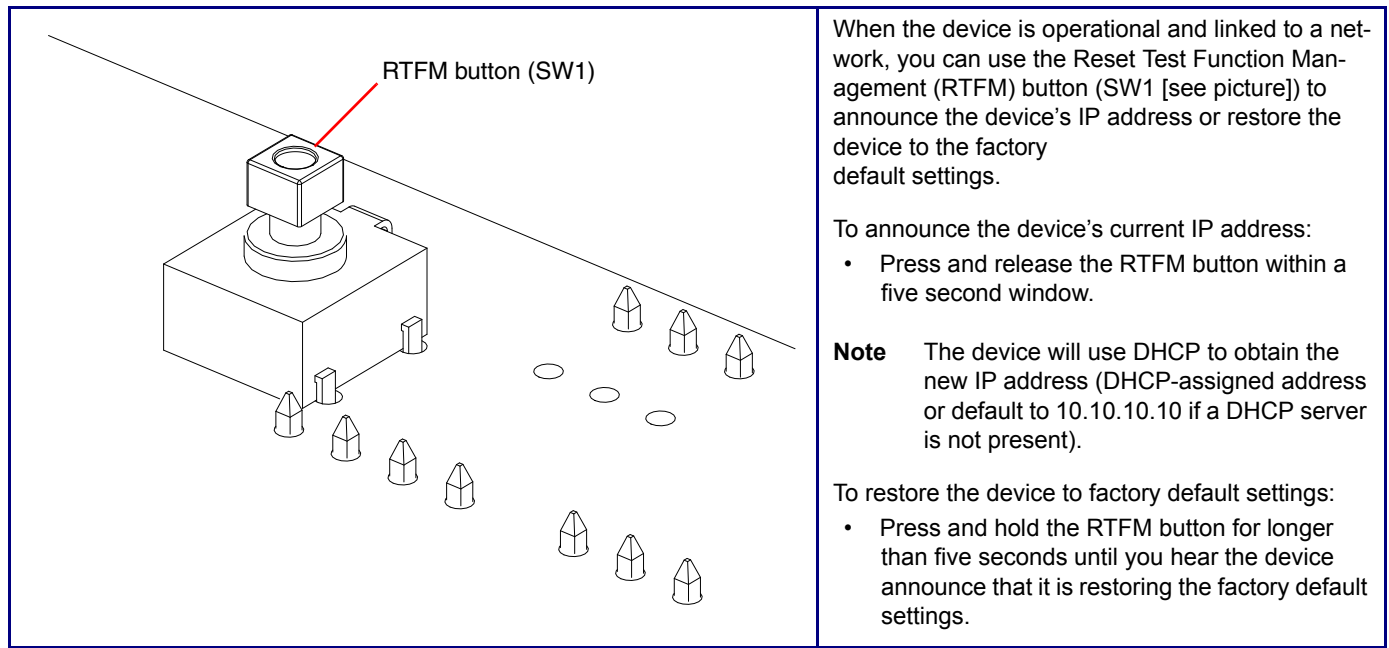 RTFM button (SW1)
When the device is operational and linked to a net-
work, you can use the Reset Test Function Man-
agement (RTFM) button (SW1 [see picture]) to
announce the device's IP address or restore the
device to the factory
default settings.
To announce the device's current IP address:
• Press and release the RTFM button within a
five second window.
Note The device will use DHCP to obtain the
new IP address (DHCP-assigned address
or default to 10.10.10.10 if a DHCP server
is not present).
To restore the device to factory default settings:
• Press and hold the RTFM button for longer
than five seconds until you hear the device
announce that it is restoring the factory default
settings.